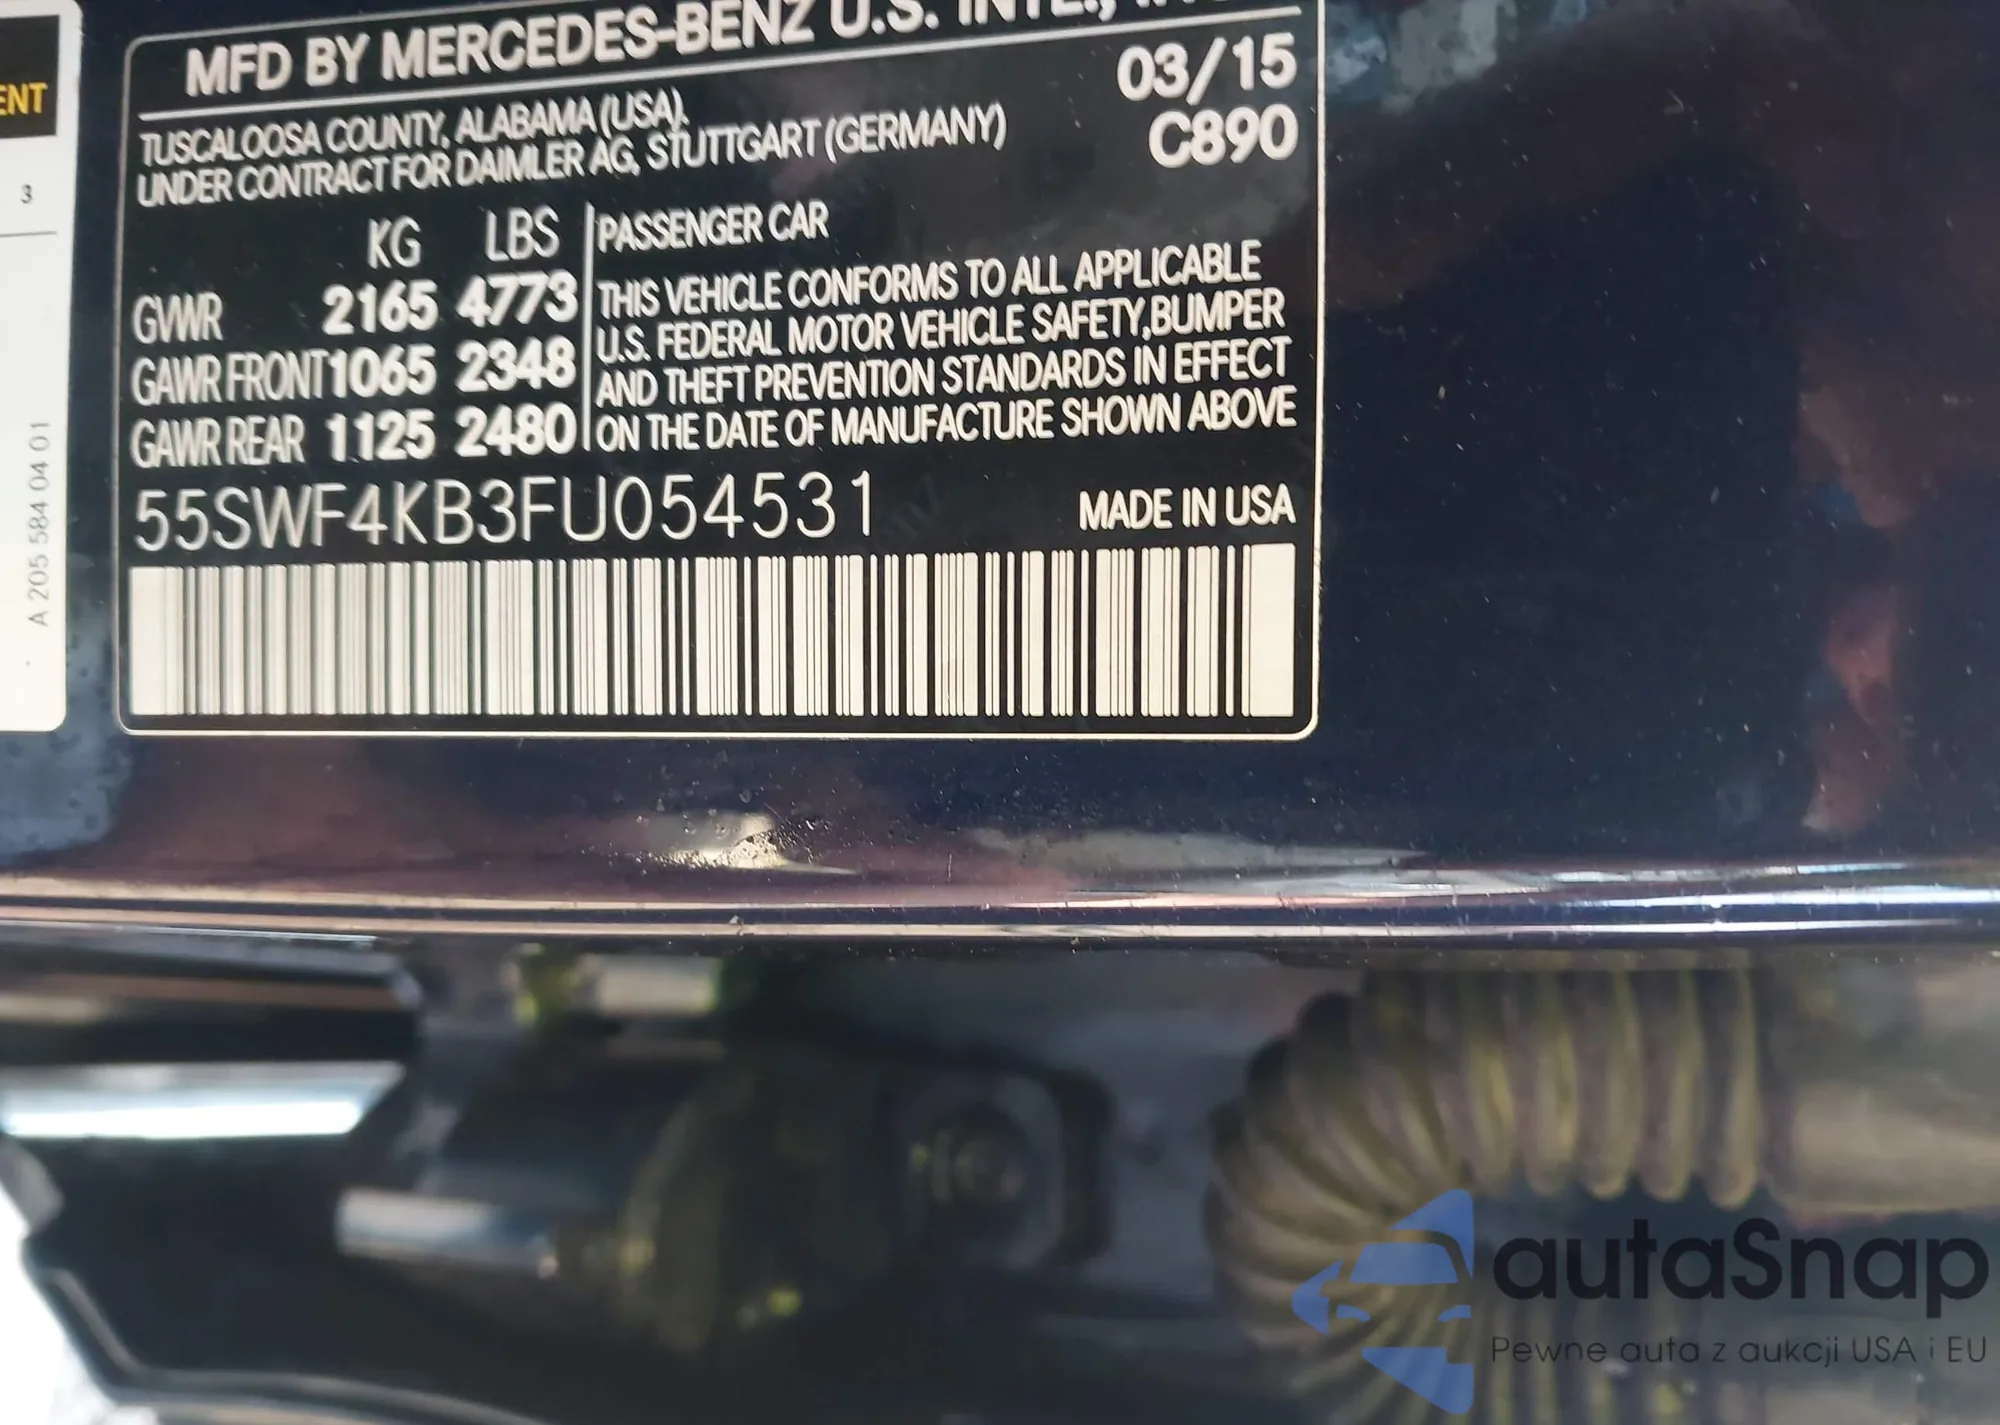 ENT
3
A 205 584 04 01
MFD BY MERCEDES-BENZ U.S. INTL., INC
03/15
TUSCALOOSA COUNTY, ALABAMA (USA).
C890
UNDER CONTRACT FOR DAIMLER AG, STUTTGART (GERMANY)
KG LBS PASSENGER CAR
GVWR 2165 4773 THIS VEHICLE CONFORMS TO ALL APPLICABLE
U.S. FEDERAL MOTOR VEHICLE SAFETY,BUMPER
GAWR FRONT 1065 2348 AND THEFT PREVENTION STANDARDS IN EFFECT
GAWR REAR 1125 2480 ON THE DATE OF MANUFACTURE SHOWN ABOVE
55SWF4KB3FU054531 MADE IN USA
autaSnap
Pewne auta z aukcji USA i EU